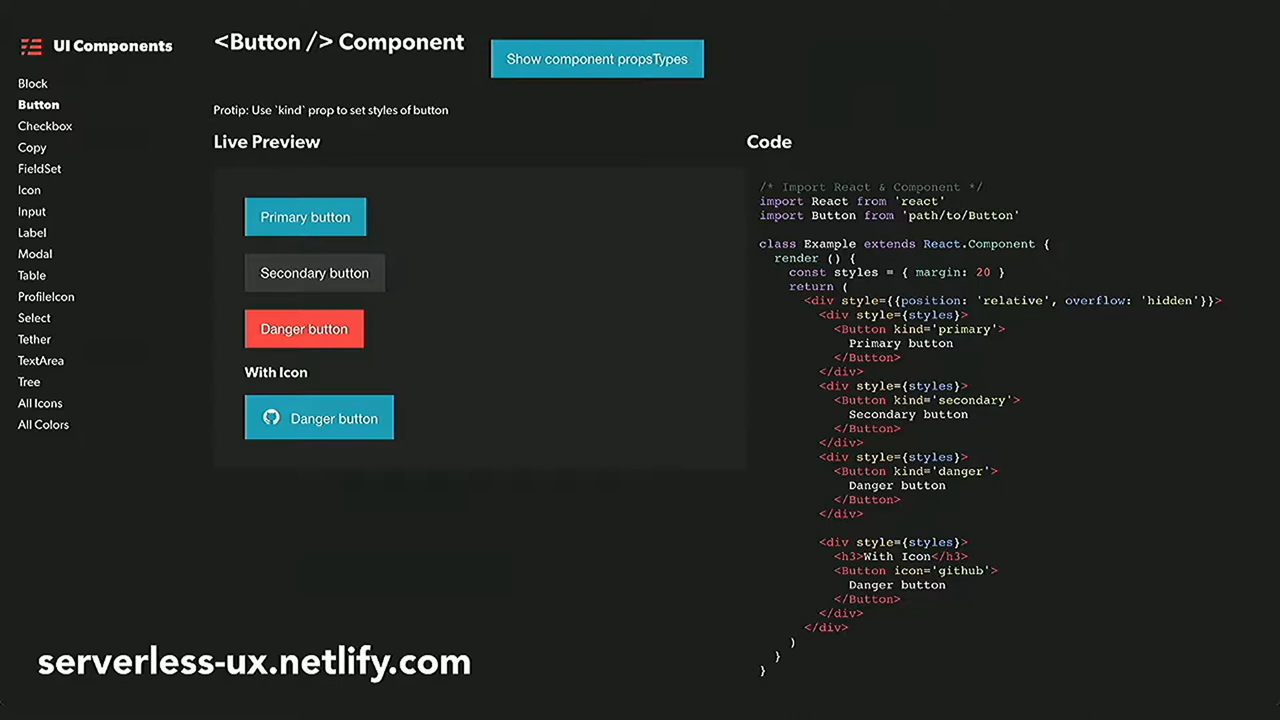 UI Components
Block
Button
Checkbox
Copy
FieldSet
Icon
Input
Label
Modal
Table
ProfileIcon
Select
Tether
TextArea
Tree
All Icons
All Colors
<Button /> Component
Show component propsTypes
Protip: Use `kind` prop to set styles of button
Live Preview
Primary button
Secondary button
Danger button
With Icon
Danger button
Code
/* Import React & Component */
import React from 'react'
import Button from 'path/to/Button'
class Example extends React.Component {
render () {
const styles = { margin: 20 }
return (
<div style={{position: 'relative', overflow: 'hidden'}}>
<div style={styles}>
<Button kind='primary'>
Primary button
</Button>
</div>
<div style={styles}>
<Button kind='secondary'>
Secondary button
</Button>
</div>
<div style={styles}>
<Button kind='danger'>
Danger button
</Button>
</div>
<div style={styles}>
<h3>With Icon</h3>
<Button icon='github'>
Danger button
</Button>
</div>
</div>
)
}
}
serverless-ux.netlify.com